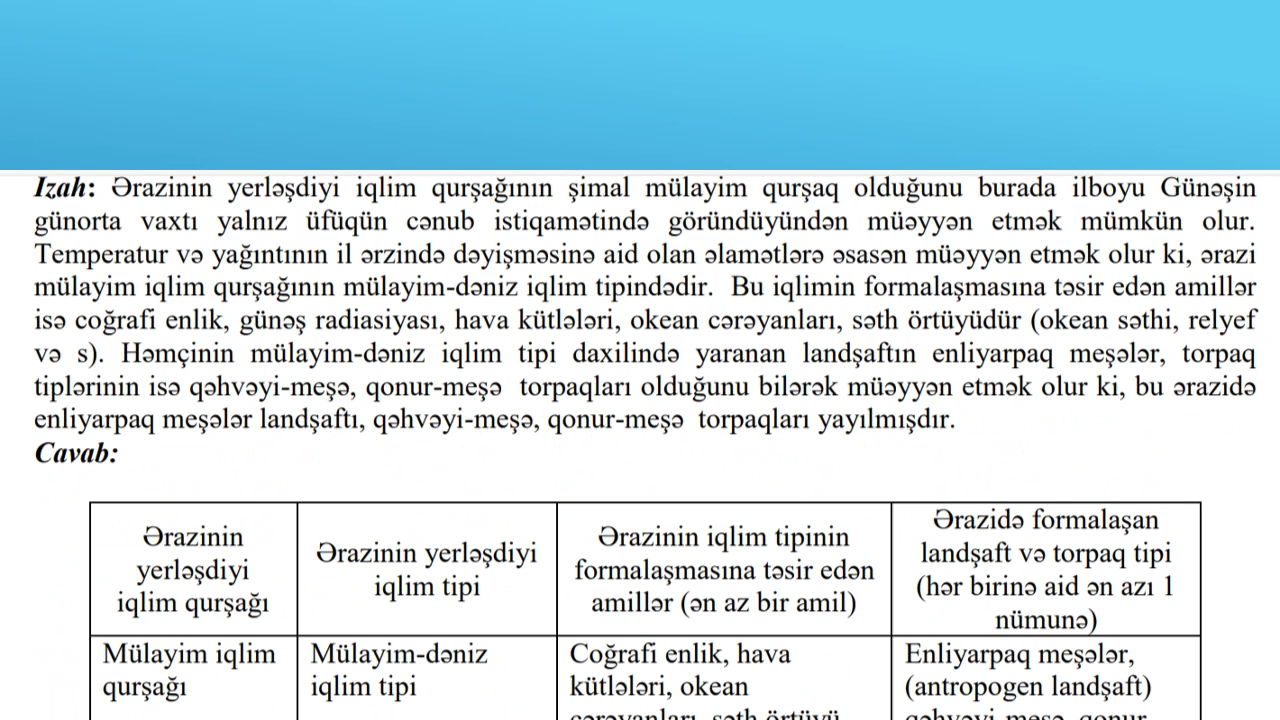 Izah: Ərazinin yerləşdiyi iqlim qurşağının şimal mülayim qurşaq olduğunu burada ilboyu Günəşin
günorta vaxtı yalnız üfüqün cənub istiqamətində göründüyündən müəyyən etmək mümkün olur.
Temperatur və yağıntının il ərzində dəyişməsinə aid olan əlamətlərə əsasən müəyyən etmək olur ki, ərazi
mülayim iqlim qurşağının mülayim-dəniz iqlim tipindədir. Bu iqlimin formalaşmasına təsir edən amillər
isə coğrafi enlik, günəş radiasiyası, hava kütlələri, okean cərəyanları, səth örtüyüdür (okean səthi, relyef
və s). Həmçinin mülayim-dəniz iqlim tipi daxilində yaranan landşaftın enliyarpaq meşələr, torpaq
tiplərinin isə qəhvəyi-meşə, qonur-meşə torpaqları olduğunu bilərək müəyyən etmək olur ki, bu ərazidə
enliyarpaq meşələr landşaftı, qəhvəyi-meşə, qonur-meşə torpaqları yayılmışdır.
Cavab:
Ərazinin
yerləşdiyi
iqlim qurşağı
Ərazinin yerləşdiyi
iqlim tipi
Ərazinin iqlim tipinin
formalaşmasına təsir edən
amillər (ən az bir amil)
Ərazidə formalaşan
landşaft və torpaq tipi
(hər birinə aid ən azı 1
nümunə)
Mülayim iqlim
qurşağı
Mülayim-dəniz
iqlim tipi
Coğrafi enlik, hava
kütlələri, okean
cərəyanları, səth örtüyü
Enliyarpaq meşələr,
(antropogen landşaft)
qəhvəyi-meşə, qonur